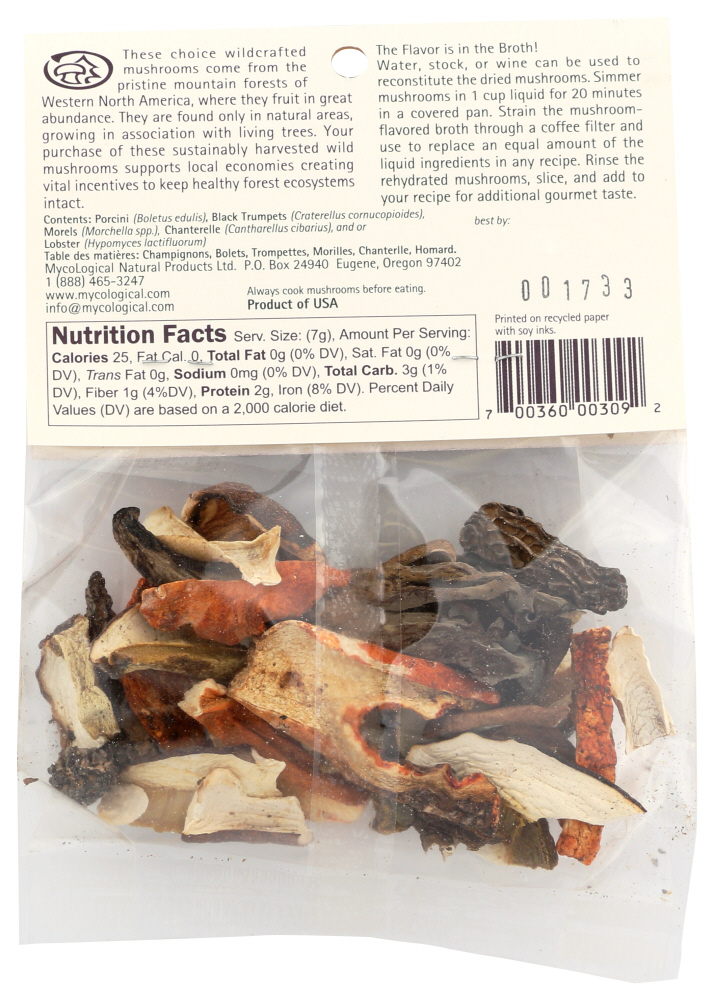 These choice wildcrafted
mushrooms come from the
pristine mountain forests of
Western North America, where they fruit in great
abundance. They are found only in natural areas,
growing in association with living trees. Your
purchase of these sustainably harvested wild
mushrooms supports local economies creating
vital incentives to keep healthy forest ecosystems
intact.
The Flavor is in the Broth!
Water, stock, or wine can be used to
reconstitute the dried mushrooms. Simmer
mushrooms in 1 cup liquid for 20 minutes
in a covered pan. Strain the mushroom-
flavored broth through a coffee filter and
use to replace an equal amount of the
liquid ingredients in any recipe. Rinse the
rehydrated mushrooms, slice, and add to
your recipe for additional gourmet taste.
Contents: Porcini (Boletus edulis), Black Trumpets (Craterellus cornucopioides),
Morels (Morchella spp.), Chanterelle (Cantharellus cibarius), and or
Lobster (Hypomyces lactifluorum)
Table des matières: Champignons, Bolets, Trompettes, Morilles, Chanterlle, Homard.
MycoLogical Natural Products Ltd. P.O. Box 24940 Eugene, Oregon 97402
1 (888) 465-3247
www.mycological.com
info@mycological.com
Always cook mushrooms before eating.
Product of USA
best by:
001733
Printed on recycled paper
with soy inks.
Nutrition Facts Serv. Size: (7g), Amount Per Serving:
Calories 25, Fat Cal. 0, Total Fat 0g (0% DV), Sat. Fat 0g (0%
DV), Trans Fat 0g, Sodium 0mg (0% DV), Total Carb. 3g (1%
DV), Fiber 1g (4%DV), Protein 2g, Iron (8% DV). Percent Daily
Values (DV) are based on a 2,000 calorie diet.
7 00360 00309 2